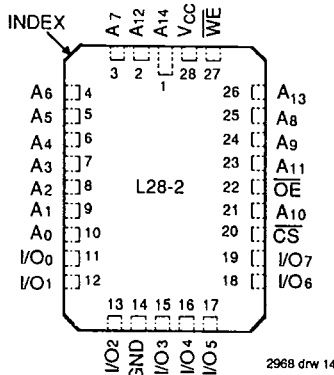 INDEX
A7 A12 A14 VCC W̅E̅
3 2 1 28 27
A6 4 26 A13
A5 5 25 A8
A4 6 24 A9
A3 7 23 A11
A2 8 L28-2 22 O̅E̅
A1 9 21 A10
A0 10 20 C̅S̅
I/O0 11 19 I/O7
I/O1 12 18 I/O6
13 14 15 16 17
I/O2 GND I/O3 I/O4 I/O5
2968 drw 14